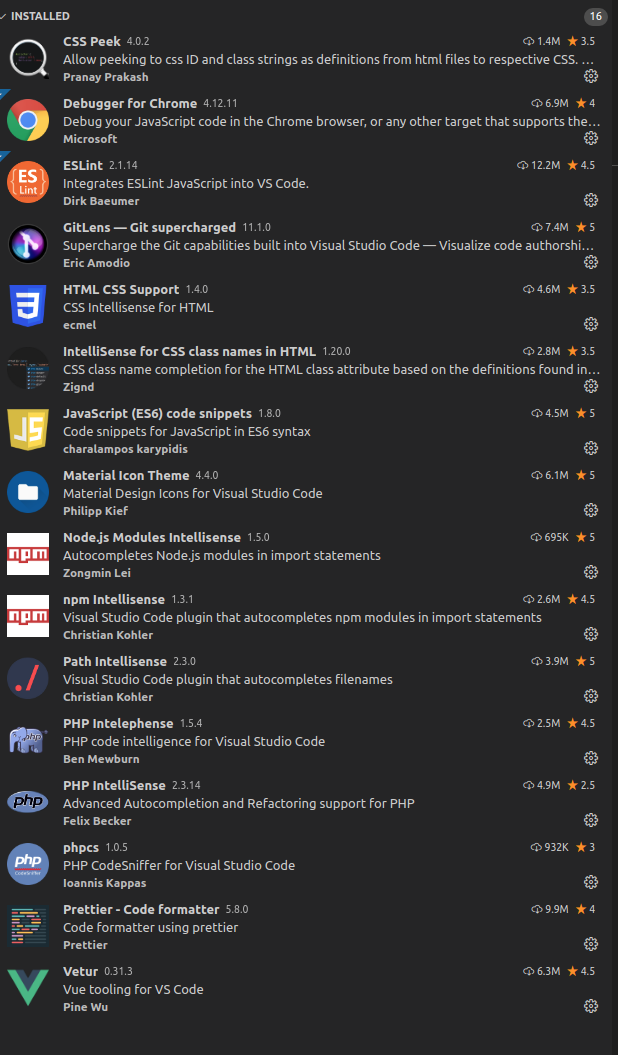 INSTALLED 16
CSS Peek 4.0.2 1.4M 3.5
Allow peeking to css ID and class strings as definitions from html files to respective CSS. ...
Pranay Prakash
Debugger for Chrome 4.12.11 6.9M 4
Debug your JavaScript code in the Chrome browser, or any other target that supports the...
Microsoft
ES
Lint
ESLint 2.1.14 12.2M 4.5
Integrates ESLint JavaScript into VS Code.
Dirk Baeumer
GitLens — Git supercharged 11.1.0 7.4M 5
Supercharge the Git capabilities built into Visual Studio Code — Visualize code authorshi...
Eric Amodio
HTML CSS Support 1.4.0 4.6M 3.5
CSS Intellisense for HTML
ecmel
IntelliSense for CSS class names in HTML 1.20.0 2.8M 3.5
CSS class name completion for the HTML class attribute based on the definitions found in...
Zignd
JS
JavaScript (ES6) code snippets 1.8.0 4.5M 5
Code snippets for JavaScript in ES6 syntax
charalampos karypidis
Material Icon Theme 4.4.0 6.1M 5
Material Design Icons for Visual Studio Code
Philipp Kief
npm
Node.js Modules Intellisense 1.5.0 695K 5
Autocompletes Node.js modules in import statements
Zongmin Lei
npm
npm Intellisense 1.3.1 2.6M 4.5
Visual Studio Code plugin that autocompletes npm modules in import statements
Christian Kohler
./
Path Intellisense 2.3.0 3.9M 5
Visual Studio Code plugin that autocompletes filenames
Christian Kohler
php
PHP Intelephense 1.5.4 2.5M 4.5
PHP code intelligence for Visual Studio Code
Ben Mewburn
php
PHP IntelliSense 2.3.14 4.9M 2.5
Advanced Autocompletion and Refactoring support for PHP
Felix Becker
php
CodeSniffer
phpcs 1.0.5 932K 3
PHP CodeSniffer for Visual Studio Code
Ioannis Kappas
Prettier - Code formatter 5.8.0 9.9M 4
Code formatter using prettier
Prettier
Vetur 0.31.3 6.3M 4.5
Vue tooling for VS Code
Pine Wu